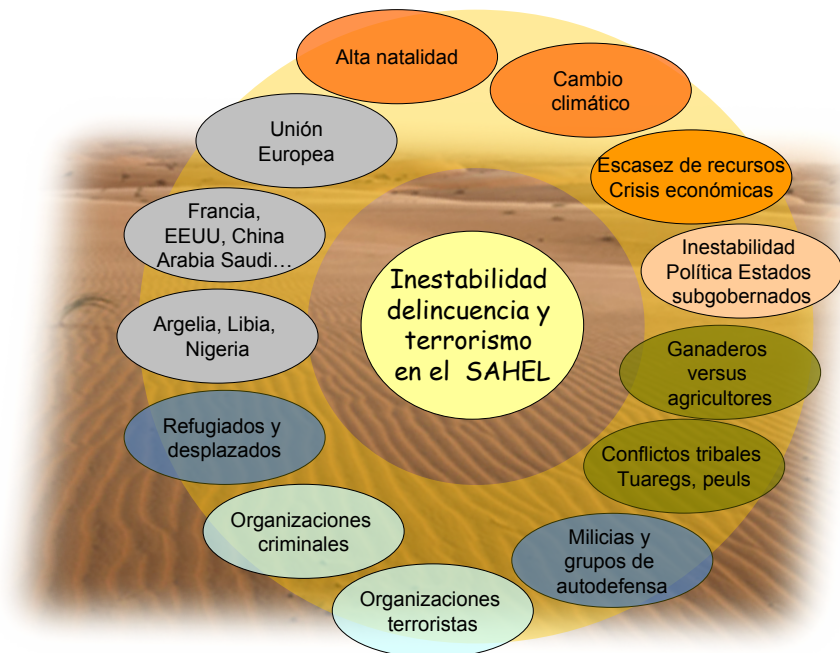 Alta natalidad
Cambio
climático
Escasez de recursos
Crisis económicas
Inestabilidad
Política Estados
subgobernados
Ganaderos
versus
agricultores
Conflictos tribales
Tuaregs, peuls
Milicias y
grupos de
autodefensa
Organizaciones
terroristas
Organizaciones
criminales
Refugiados y
desplazados
Argelia, Libia,
Nigeria
Francia,
EEUU, China
Arabia Saudi...
Unión
Europea
Inestabilidad
delincuencia y
terrorismo
en el SAHEL